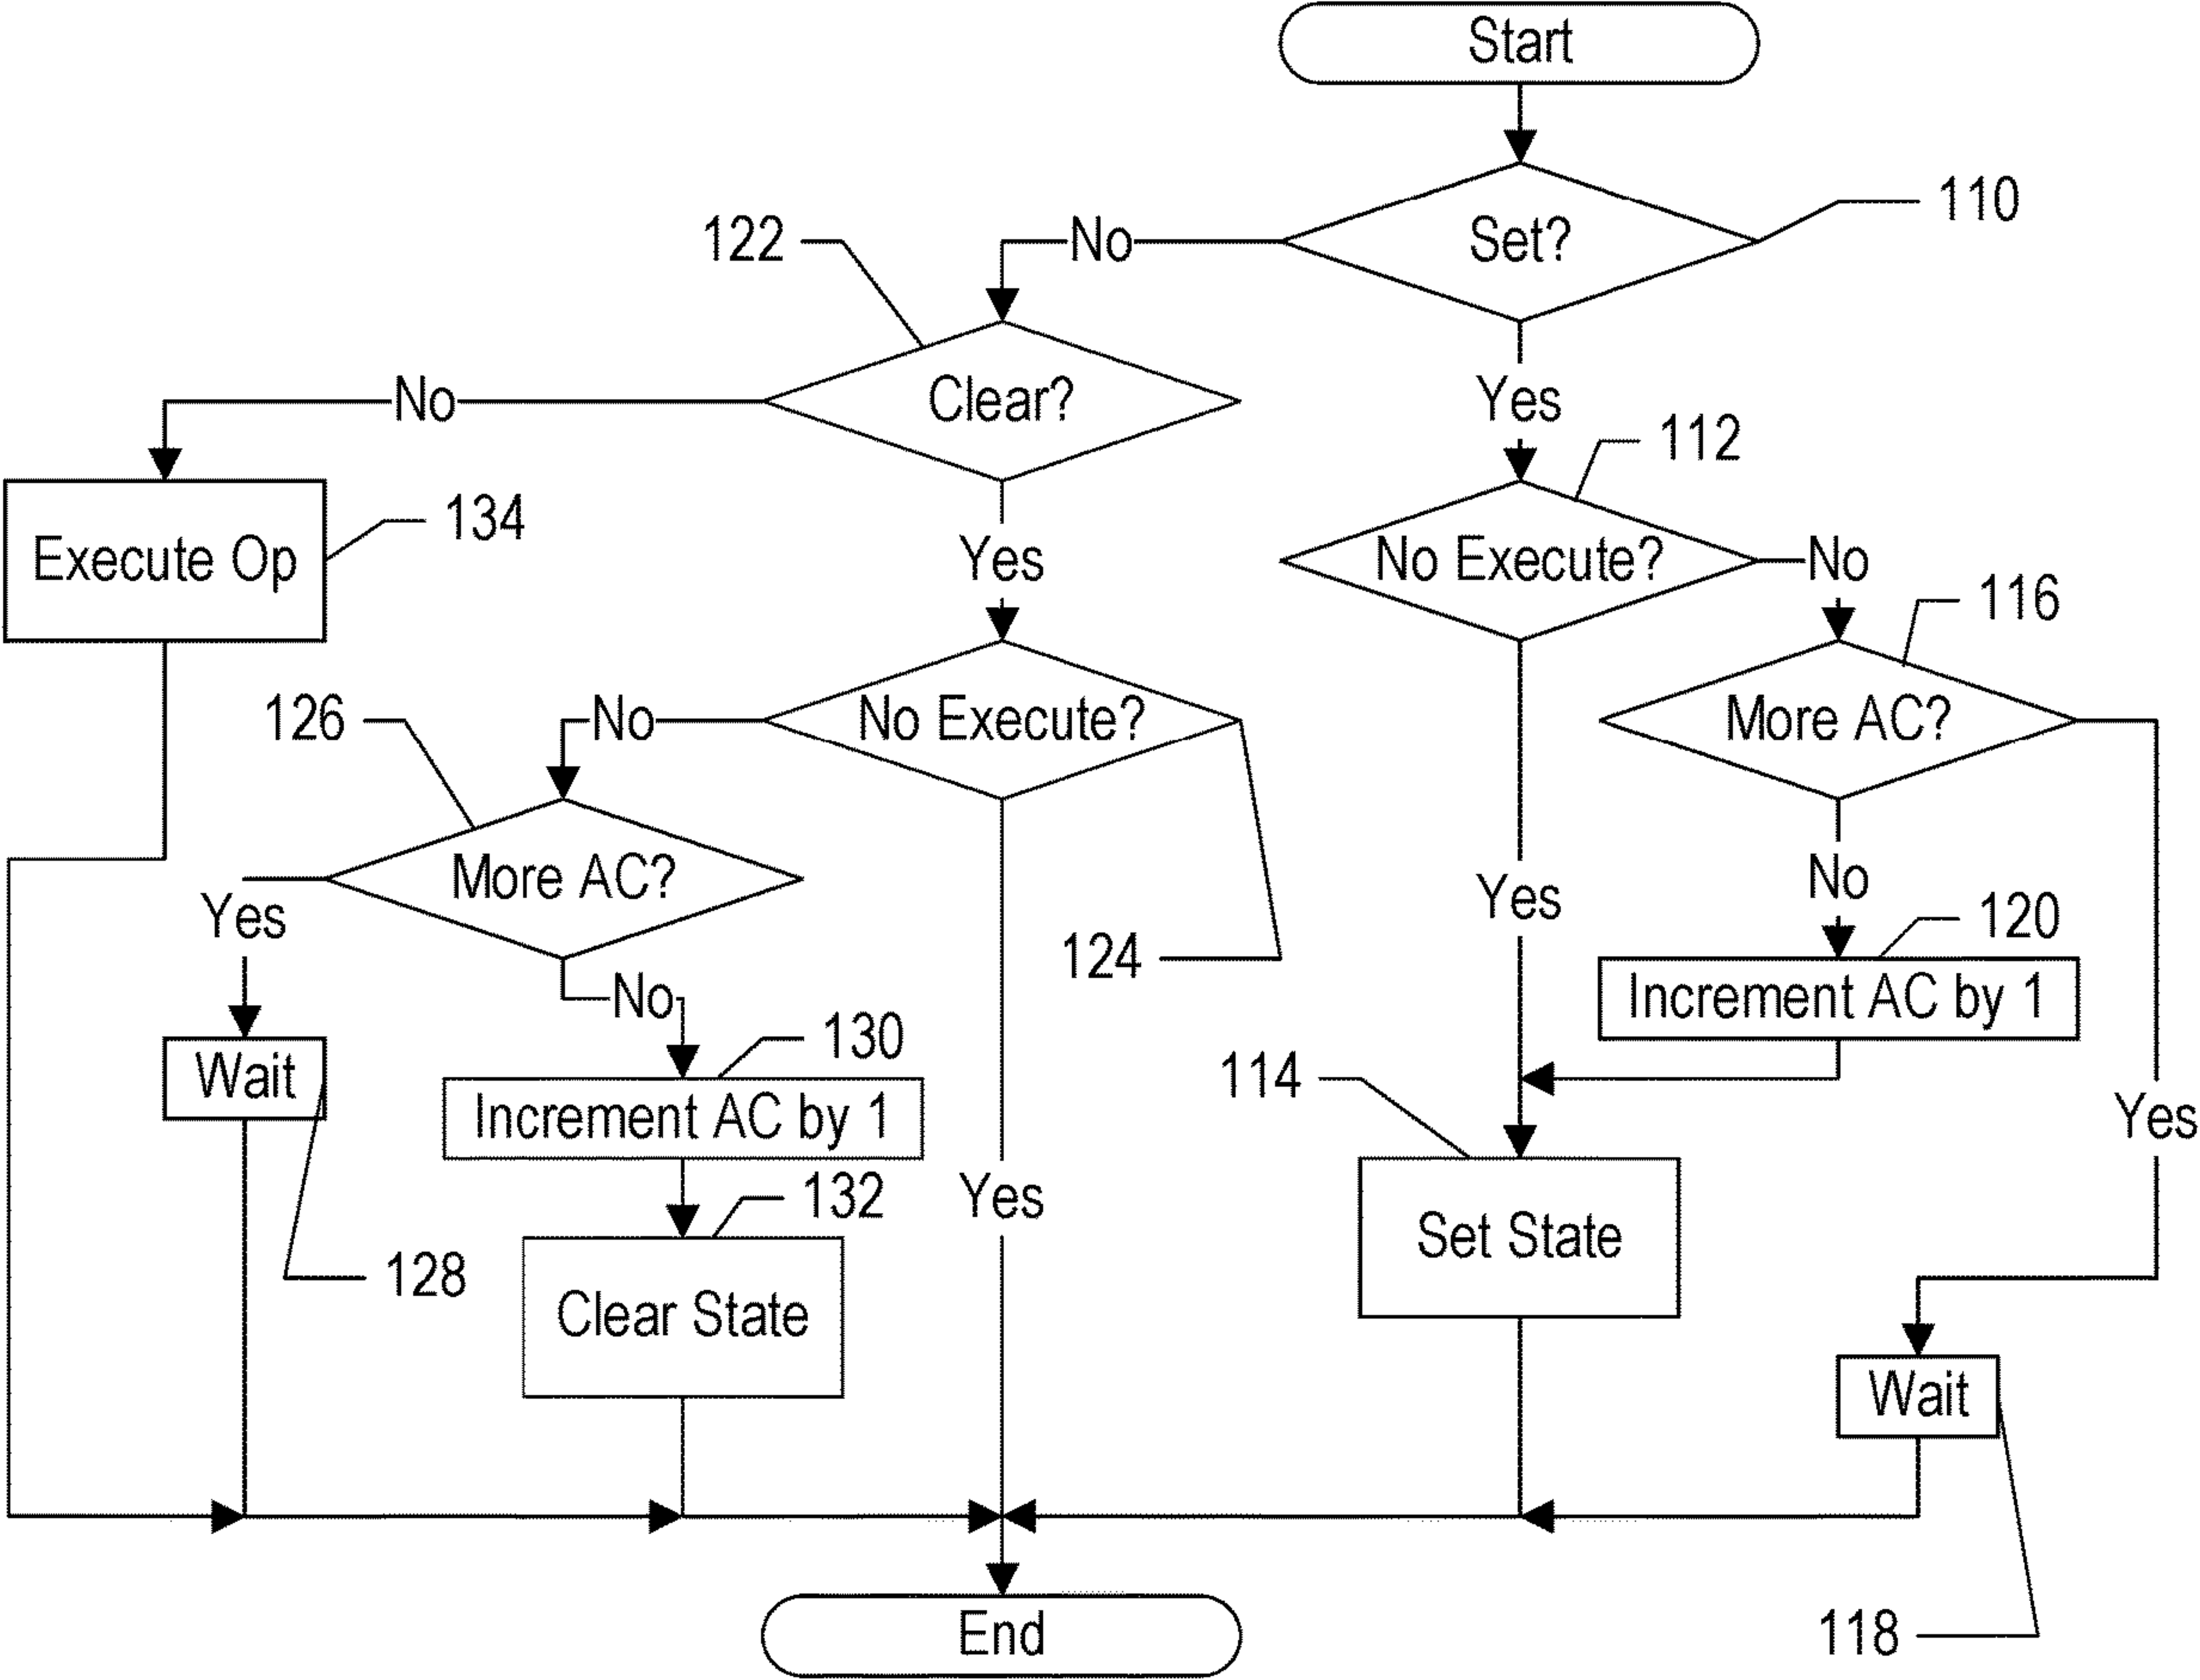 Start
110
Set?
No
122
Clear?
No
Yes
112
134
Execute Op
Yes
No Execute?
No
116
126
No
No Execute?
More AC?
More AC?
Yes
Yes
No
124
120
No
Increment AC by 1
130
Wait
114
Increment AC by 1
Yes
132
Yes
128
Set State
Clear State
Wait
End
118